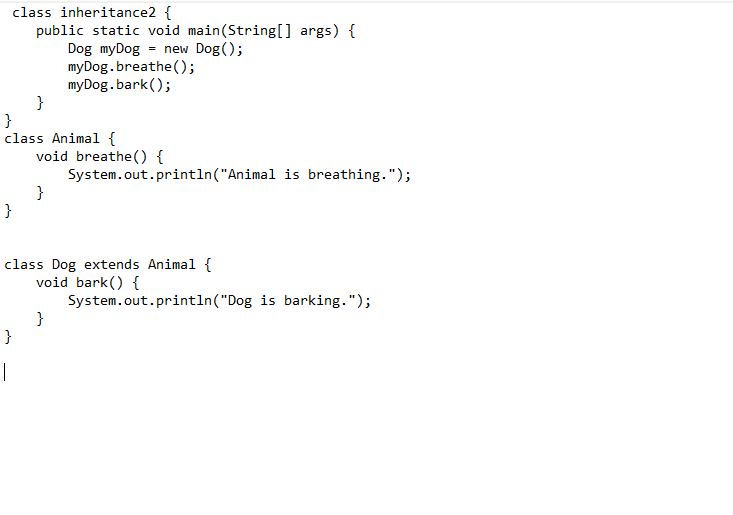 class inheritance2 {
    public static void main(String[] args) {
        Dog myDog = new Dog();
        myDog.breathe();
        myDog.bark();
    }
}
class Animal {
    void breathe() {
        System.out.println("Animal is breathing.");
    }
}
class Dog extends Animal {
    void bark() {
        System.out.println("Dog is barking.");
    }
}